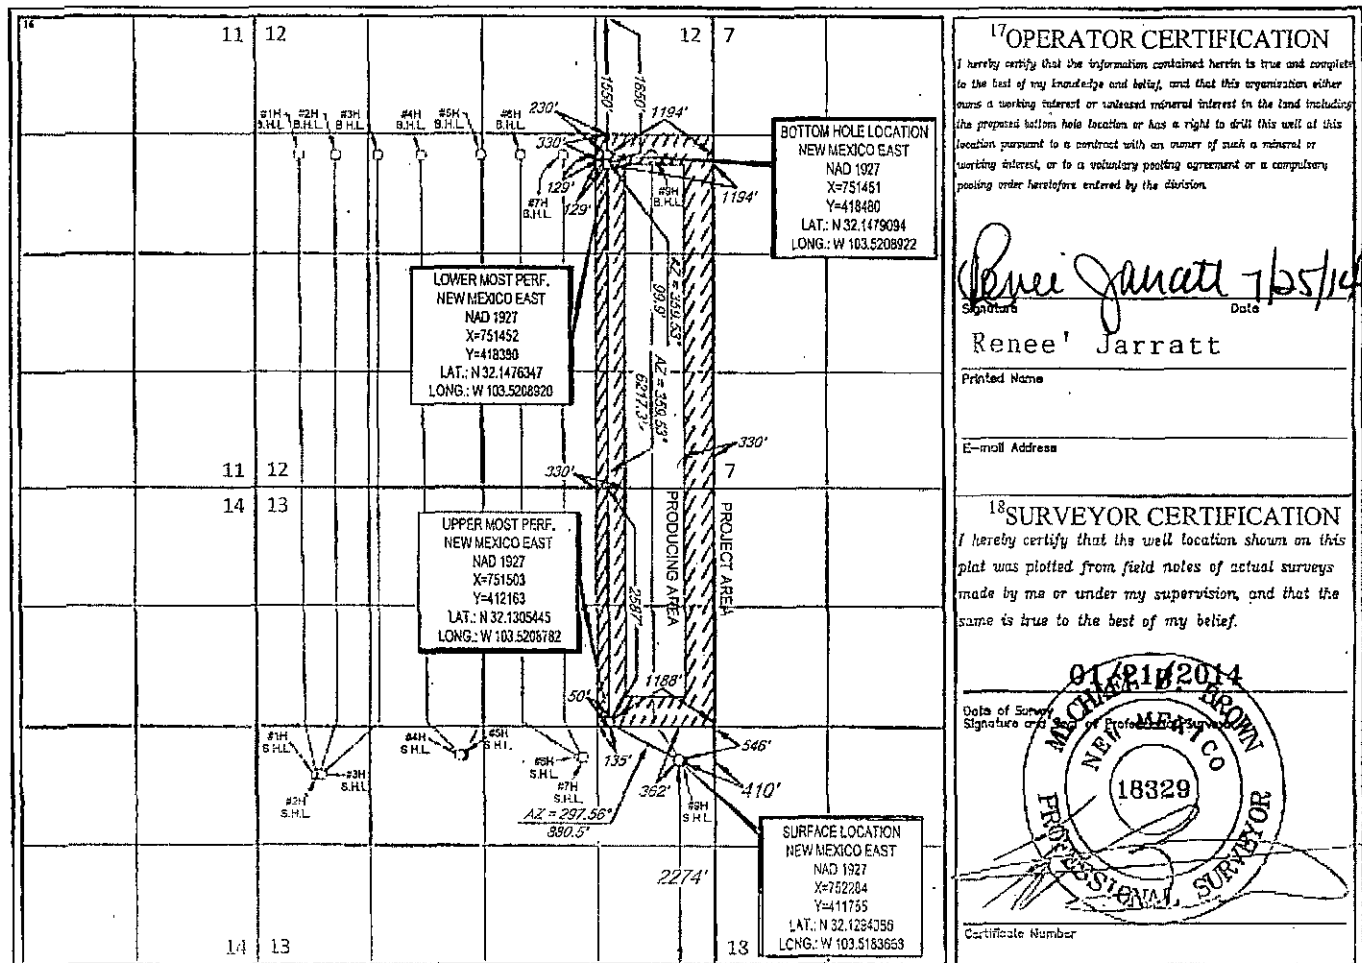 16
11 12
12 7
#1H B.H.L.
#2H B.H.L.
#3H B.H.L.
#4H B.H.L.
#5H B.H.L.
#6H B.H.L.
230'
1550'
1650'
1194'
330'
129'
129'
#7H B.H.L.
#9H B.H.L.
1194'
BOTTOM HOLE LOCATION
NEW MEXICO EAST
NAD 1927
X=751451
Y=418480
LAT.: N 32.1479094
LONG.: W 103.5208922
LOWER MOST PERF.
NEW MEXICO EAST
NAD 1927
X=751452
Y=418380
LAT.: N 32.1476347
LONG.: W 103.5208920
AZ = 359.53°
99.9'
AZ = 359.53°
6217.3'
330'
330'
11 12
7
14 13
UPPER MOST PERF.
NEW MEXICO EAST
NAD 1927
X=751503
Y=412163
LAT.: N 32.1305445
LONG.: W 103.5208782
2587'
PRODUCING AREA
PROJECT AREA
50'
1188'
#1H S.H.L.
#2H S.H.L.
#3H S.H.L.
#4H S.H.L.
#5H S.H.L.
#6H S.H.L.
#7H S.H.L.
135'
362'
546'
410'
#9H S.H.L.
AZ = 297.56°
880.5'
2274'
SURFACE LOCATION
NEW MEXICO EAST
NAD 1927
X=752284
Y=411755
LAT.: N 32.1294386
LONG.: W 103.5183663
14 13
18
17 OPERATOR CERTIFICATION
I hereby certify that the information contained herein is true and complete
to the best of my knowledge and belief, and that this organization either
owns a working interest or unleased mineral interest in the land including
the proposed bottom hole location or has a right to drill this well at this
location pursuant to a contract with an owner of such a mineral or
working interest, or to a voluntary pooling agreement or a compulsory
pooling order heretofore entered by the division
Renee Jarratt 7/25/14
Signature Date
Renee' Jarratt
Printed Name
E-mail Address
18 SURVEYOR CERTIFICATION
I hereby certify that the well location shown on this
plat was plotted from field notes of actual surveys
made by me or under my supervision, and that the
same is true to the best of my belief.
01/21/2014
Date of Survey
Signature and Seal of Professional Surveyor
MICHAEL BROWN
NEW MEXICO
18329
PROFESSIONAL SURVEYOR
Certificate Number